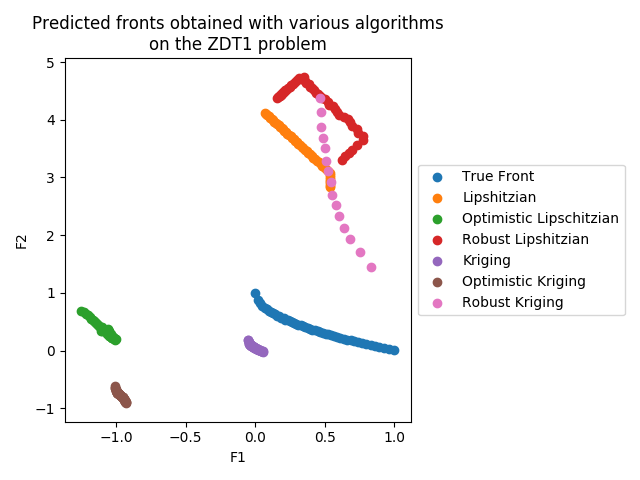 Predicted fronts obtained with various algorithms
on the ZDT1 problem
5
4
3
2
1
0
−1
F2
−1.0
−0.5
0.0
0.5
1.0
F1
True Front
Lipshitzian
Optimistic Lipschitzian
Robust Lipshitzian
Kriging
Optimistic Kriging
Robust Kriging